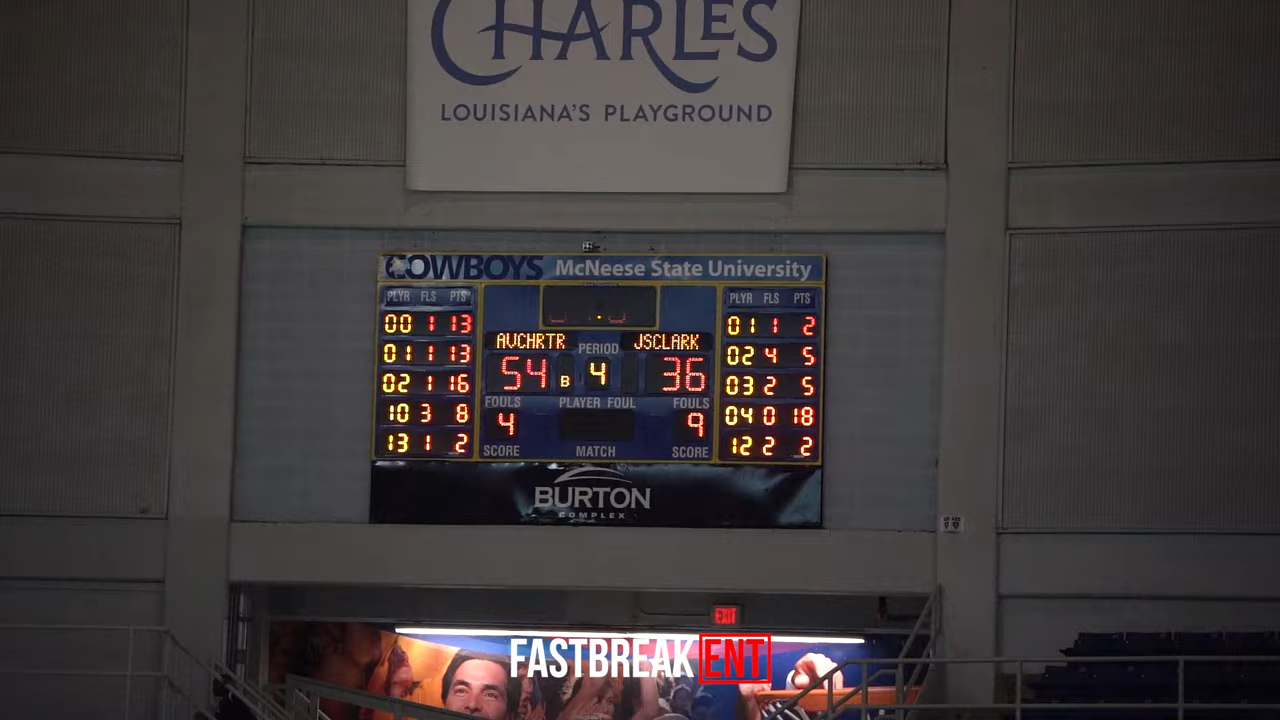 CHARLES
LOUISIANA'S PLAYGROUND
COWBOYS McNeese State University
PLYR FLS PTS
00 1 13
01 1 13
02 1 16
10 3 8
13 1 2
AVCHRTR PERIOD JSCLARK
54 B 4 36
FOULS PLAYER FOUL FOULS
4 9
SCORE MATCH SCORE
PLYR FLS PTS
01 1 2
02 4 5
03 2 5
04 0 18
12 2 2
BURTON
COMPLEX
EXIT
FASTBREAK ENT